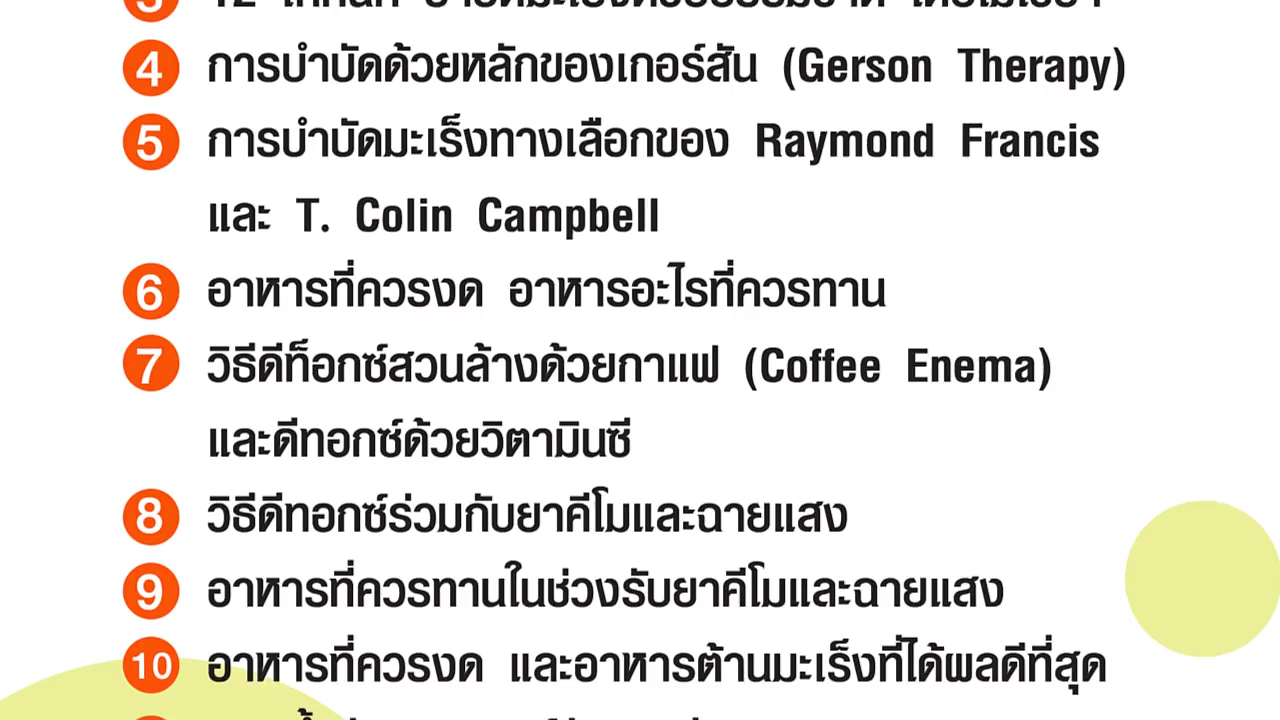 4 การบำบัดด้วยหลักของเกอร์สัน (Gerson Therapy)
5 การบำบัดมะเร็งทางเลือกของ Raymond Francis
และ T. Colin Campbell
6 อาหารที่ควรงด อาหารอะไรที่ควรทาน
7 วิธีดีท็อกซ์สวนล้างด้วยกาแฟ (Coffee Enema)
และดีทอกซ์ด้วยวิตามินซี
8 วิธีดีทอกซ์ร่วมกับยาคีโมและฉายแสง
9 อาหารที่ควรทานในช่วงรับยาคีโมและฉายแสง
10 อาหารที่ควรงด และอาหารต้านมะเร็งที่ได้ผลดีที่สุด